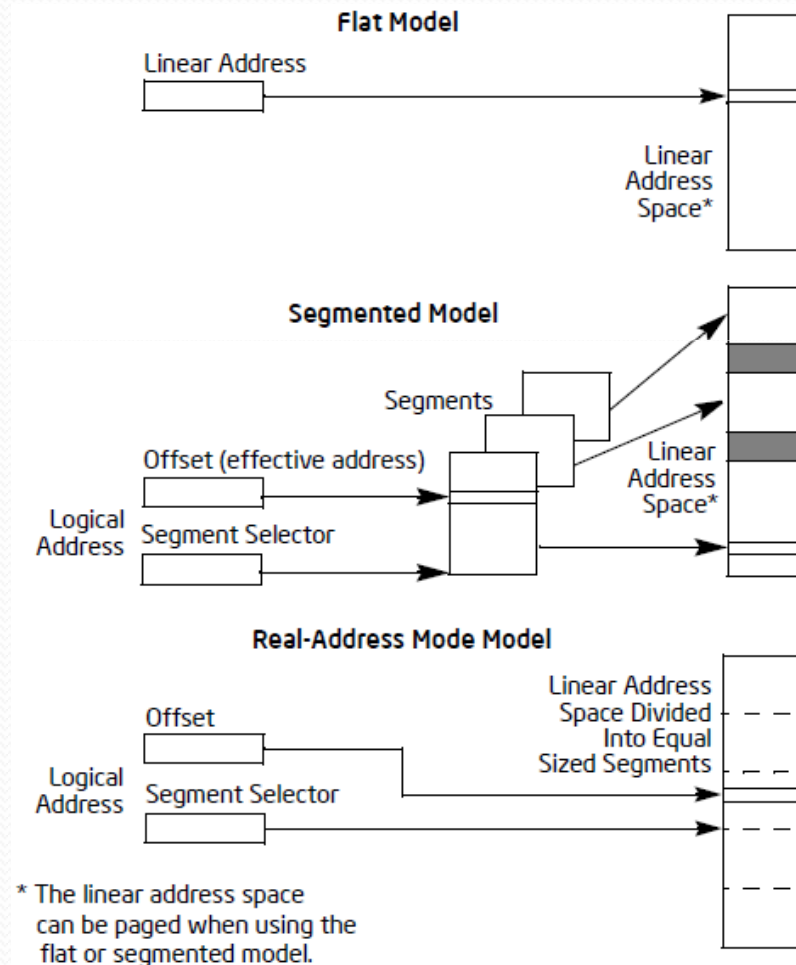 Flat Model
Linear Address
Linear
Address
Space*
Segmented Model
Segments
Offset (effective address)
Logical
Address
Segment Selector
Linear
Address
Space*
Real-Address Mode Model
Offset
Logical
Address
Segment Selector
Linear Address
Space Divided
Into Equal
Sized Segments
* The linear address space
can be paged when using the
flat or segmented model.